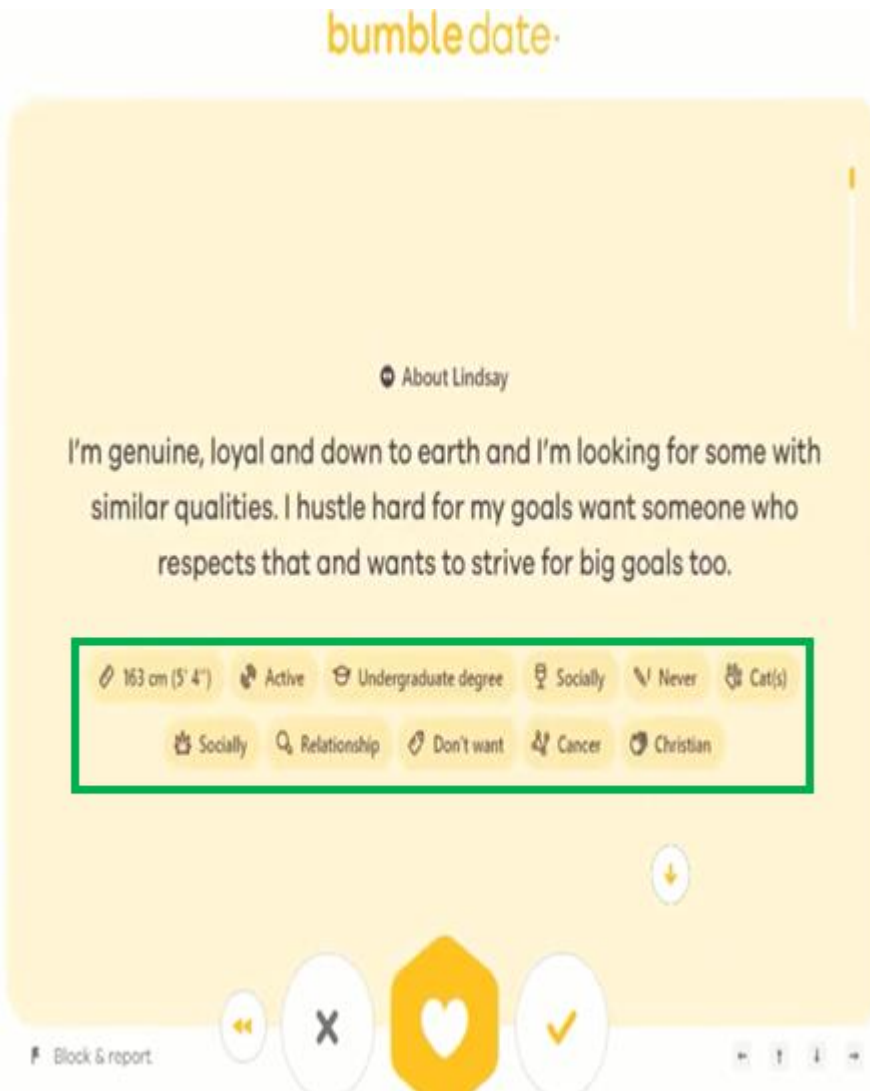 bumble date
About Lindsay
I'm genuine, loyal and down to earth and I'm looking for some with
similar qualities. I hustle hard for my goals want someone who
respects that and wants to strive for big goals too.
163 cm (5' 4") Active Undergraduate degree Socially Never Cat(s)
Socially Relationship Don't want Cancer Christian
Block & report